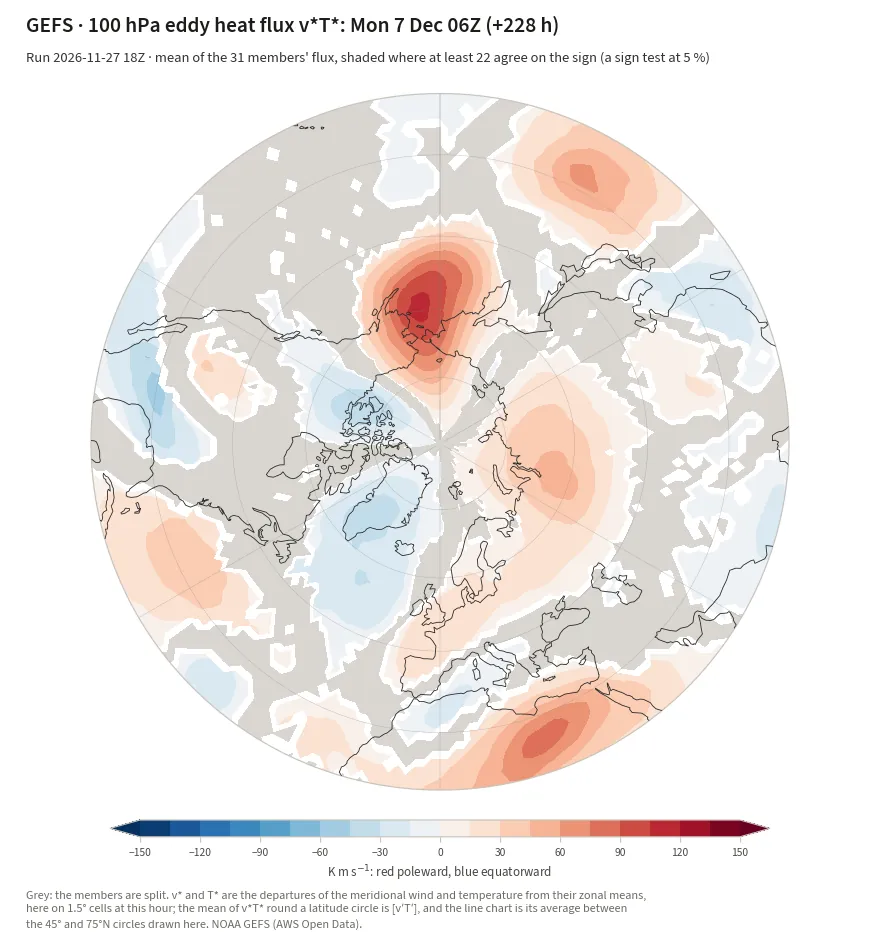 GEFS · 100 hPa eddy heat flux v*T*: Mon 7 Dec 06Z (+228 h)
Run 2026-11-27 18Z · mean of the 31 members' flux, shaded where at least 22 agree on the sign (a sign test at 5 %)
−150 −120 −90 −60 −30 0 30 60 90 120 150
K m s⁻¹: red poleward, blue equatorward
Grey: the members are split. v* and T* are the departures of the meridional wind and temperature from their zonal means,
here on 1.5° cells at this hour; the mean of v*T* round a latitude circle is [v'T'], and the line chart is its average between
the 45° and 75°N circles drawn here. NOAA GEFS (AWS Open Data).